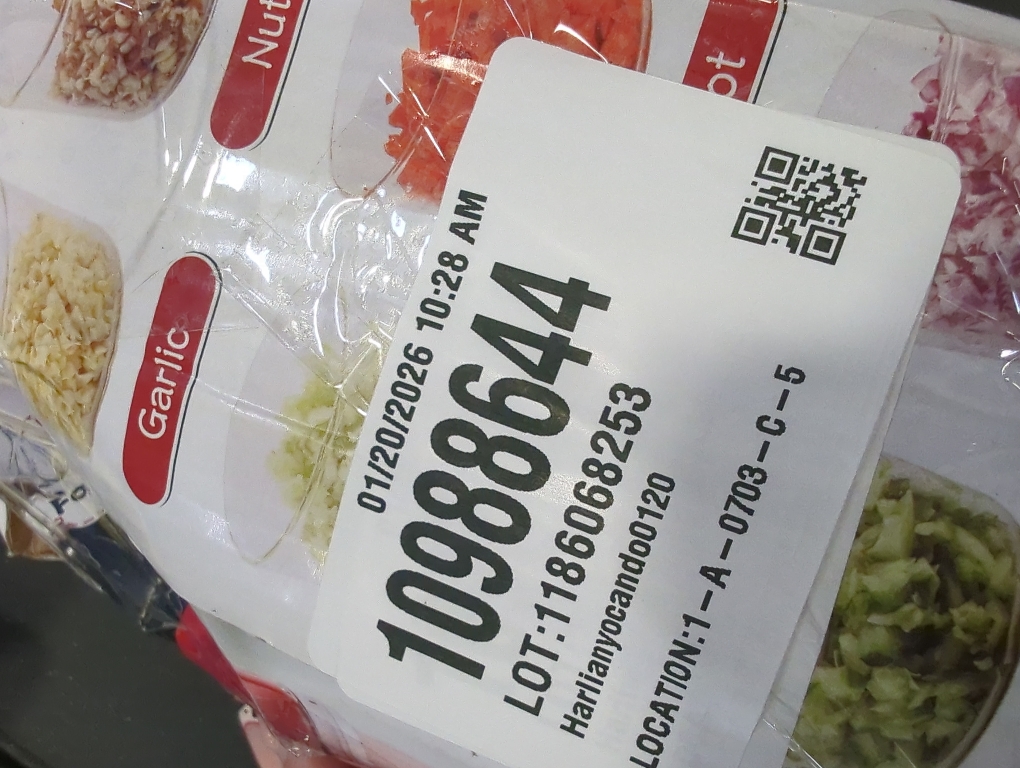 Nut
ot
Garlic
01/20/2026 10:28 AM
1098644
LOT:1186068253
Harlianyocando0120
LOCATION:1-A-0703-C-5